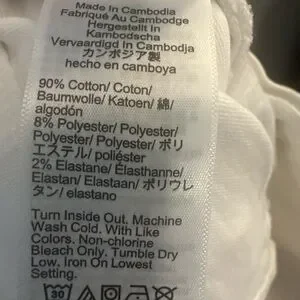 Made In Cambodia
Fabriqué Au Cambodge
Hergestellt in
Kambodscha
Vervaardigd In Cambodja
カンボジア製
hecho en camboya
90% Cotton/ Coton/
Baumwolle/ Katoen/ 綿/
algodón
8% Polyester/ Polyester/
Polyester/ Polyester/ ポリ
エステル/ poliéster
2% Elastane/ Élasthanne/
Elastan/ Elastaan/ ポリウレ
タン/ elastano
Turn Inside Out. Machine
Wash Cold. With Like
Colors. Non-chlorine
Bleach Only. Tumble Dry
Low. Iron On Lowest
Setting.
30